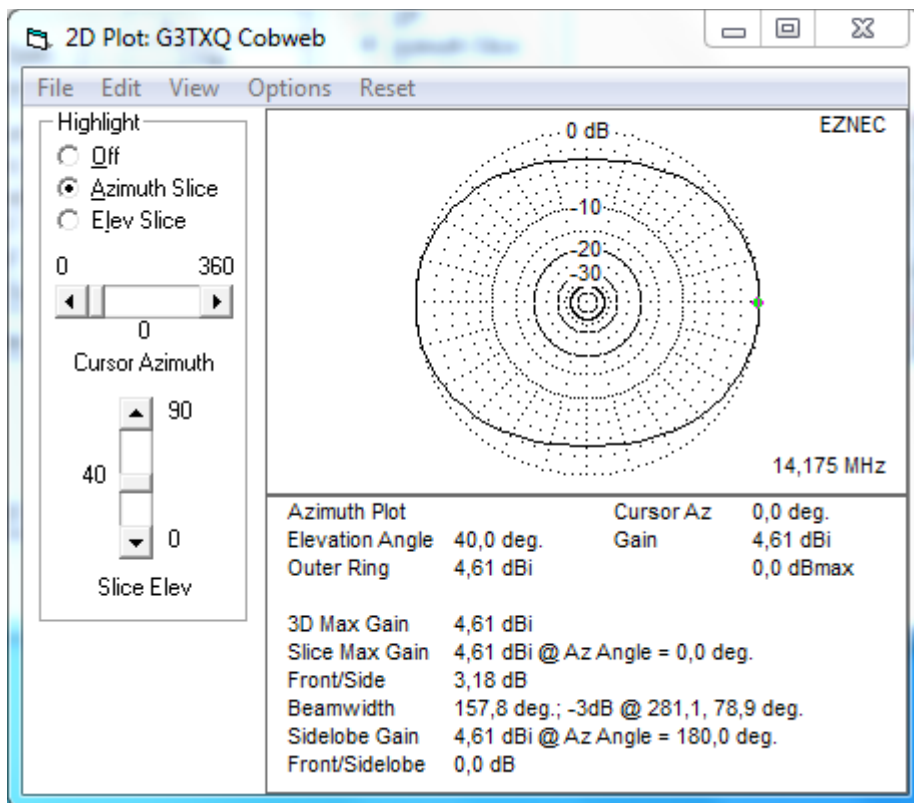 2D Plot: G3TXQ Cobweb
File Edit View Options Reset
Highlight
Off
Azimuth Slice
Elev Slice
0 360
0
Cursor Azimuth
90
40
0
Slice Elev
0 dB
EZNEC
-10
-20
-30
14,175 MHz
Azimuth Plot Cursor Az 0,0 deg.
Elevation Angle 40,0 deg. Gain 4,61 dBi
Outer Ring 4,61 dBi 0,0 dBmax
3D Max Gain 4,61 dBi
Slice Max Gain 4,61 dBi @ Az Angle = 0,0 deg.
Front/Side 3,18 dB
Beamwidth 157,8 deg.; -3dB @ 281,1, 78,9 deg.
Sidelobe Gain 4,61 dBi @ Az Angle = 180,0 deg.
Front/Sidelobe 0,0 dB